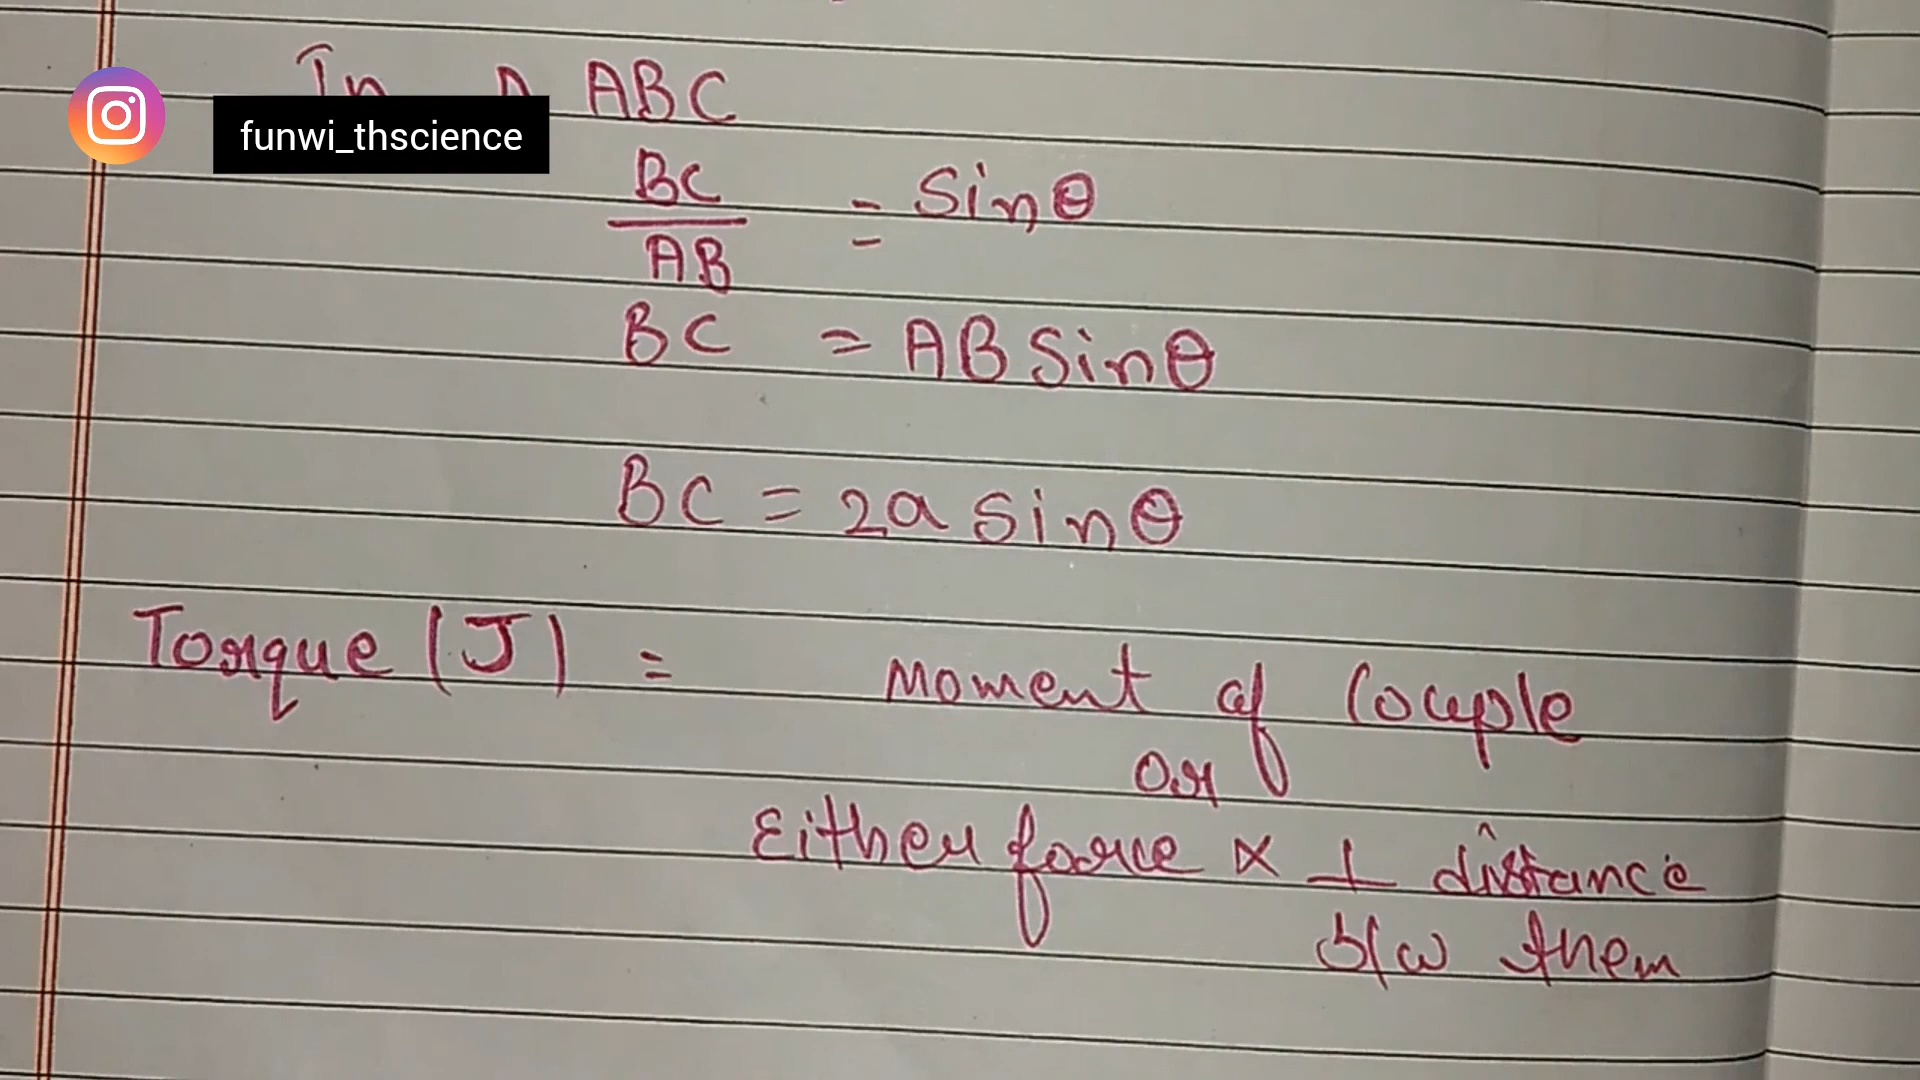 In Δ ABC
funwi_thscience
BC
AB
= Sinθ
BC = AB Sinθ
BC = 2a Sinθ
Torque (J) = Moment of Couple
or
Either force × ⊥ distance
b/w them